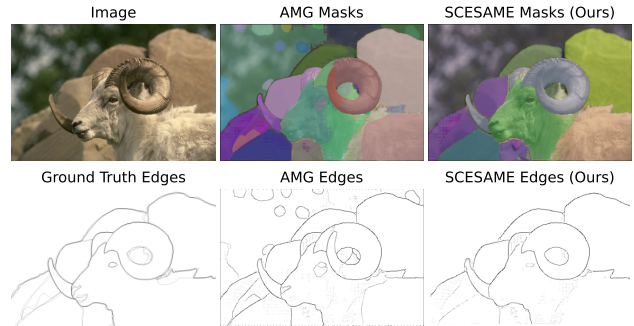 Image
AMG Masks
SCESAME Masks (Ours)
Ground Truth Edges
AMG Edges
SCESAME Edges (Ours)